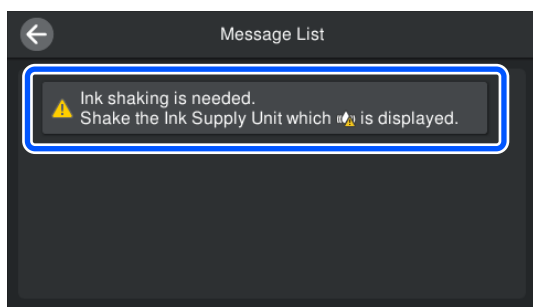 Message List
Ink shaking is needed.
Shake the Ink Supply Unit which is displayed.